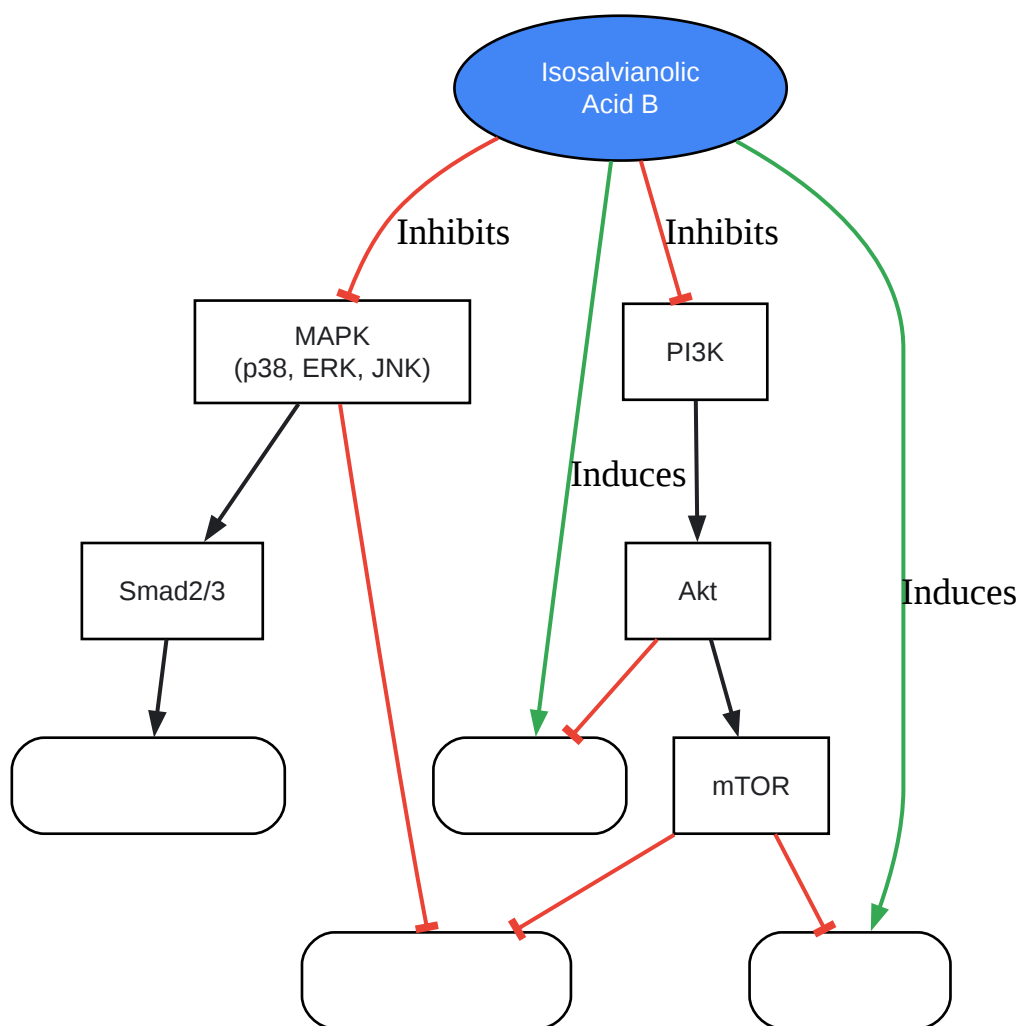 Isosalvianolic
Acid B
Inhibits
Inhibits
MAPK
(p38, ERK, JNK)
PI3K
Induces
Smad2/3
Akt
Induces
mTOR